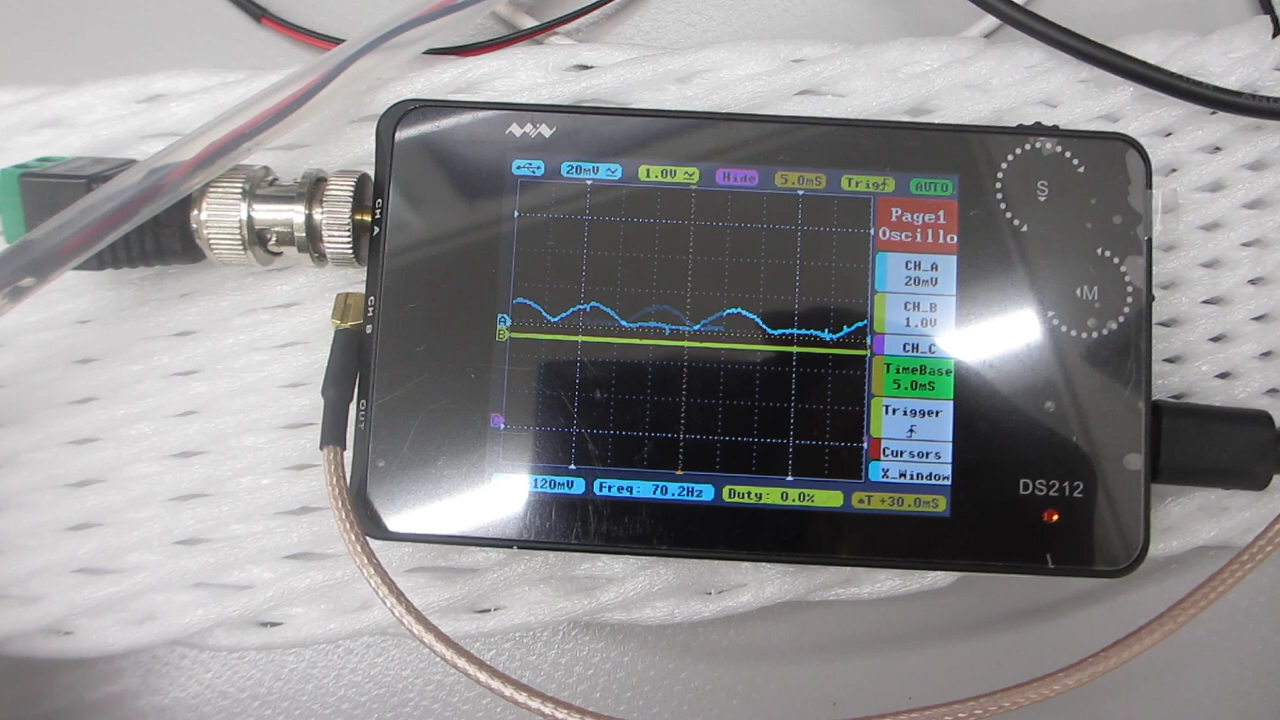 20mV 1.0V Hide 5.0mS Trig AUTO
Page1
Oscillo
CH_A
20mV
CH_B
1.0V
CH_C
TimeBase
5.0mS
Trigger
Cursors
X_Window
A
B
C
120mV Freq: 70.2Hz Duty: 0.0% ▲T +30.0mS
CH A
CH B
OUT
S
M
DS212